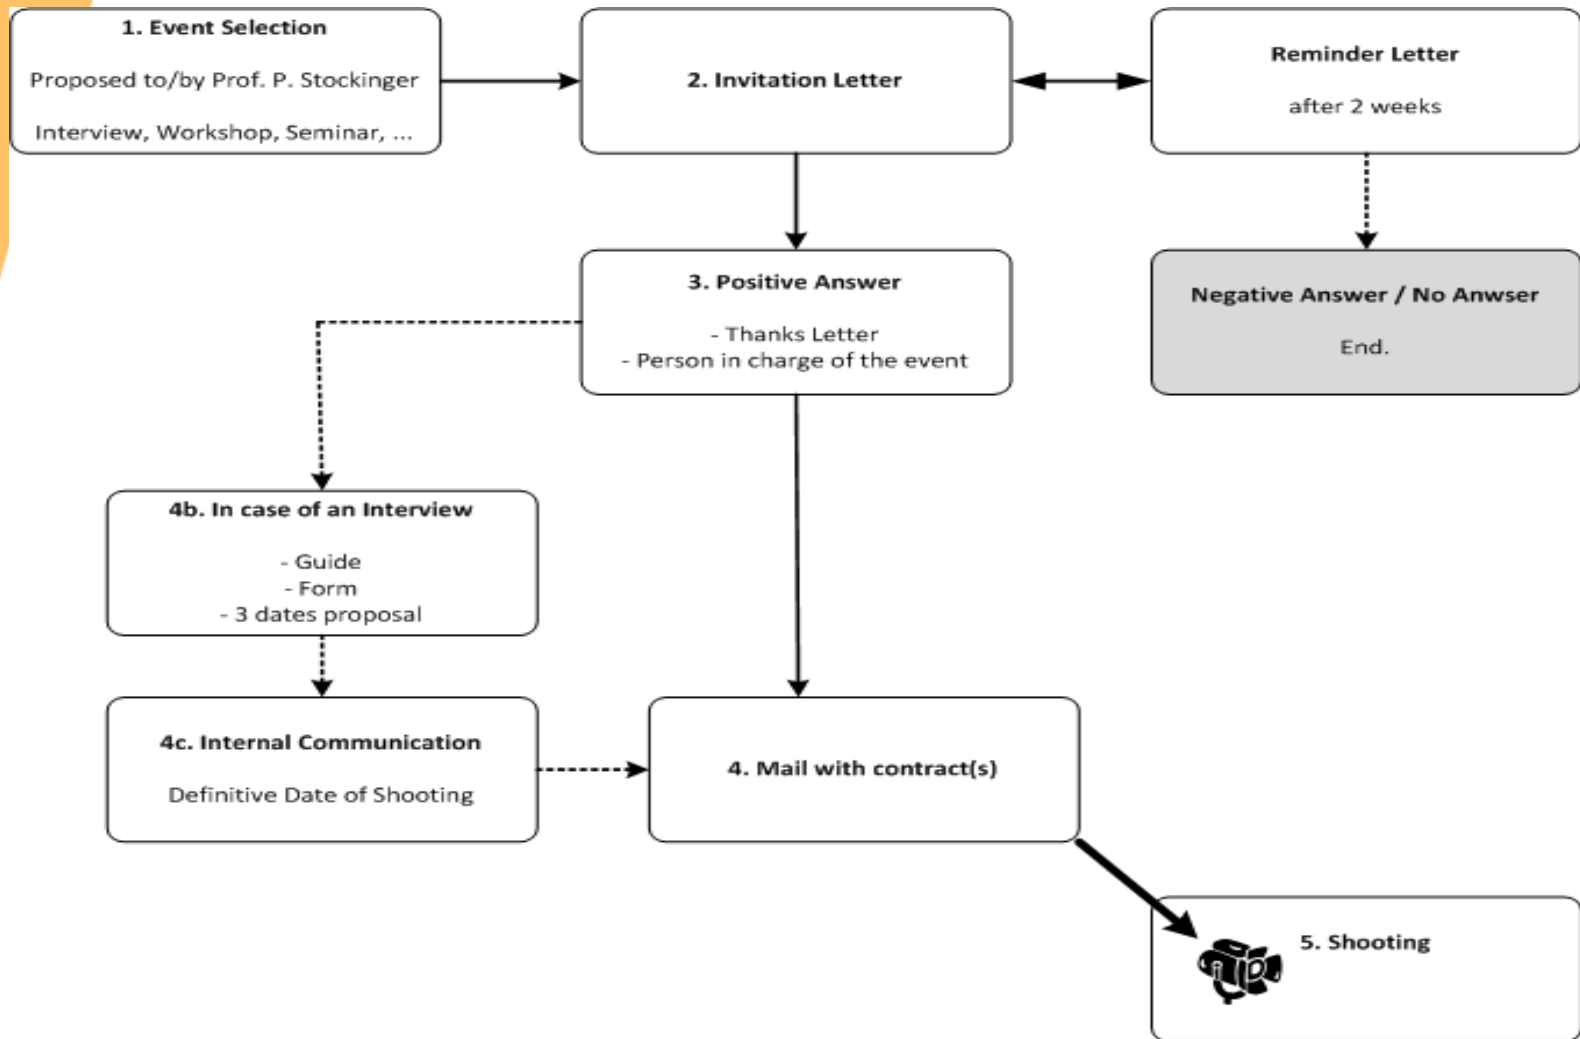 1. Event Selection
Proposed to/by Prof. P. Stockinger
Interview, Workshop, Seminar, ...
2. Invitation Letter
Reminder Letter
after 2 weeks
3. Positive Answer
- Thanks Letter
- Person in charge of the event
Negative Answer / No Anwser
End.
4b. In case of an Interview
- Guide
- Form
- 3 dates proposal
4c. Internal Communication
Definitive Date of Shooting
4. Mail with contract(s)
5. Shooting